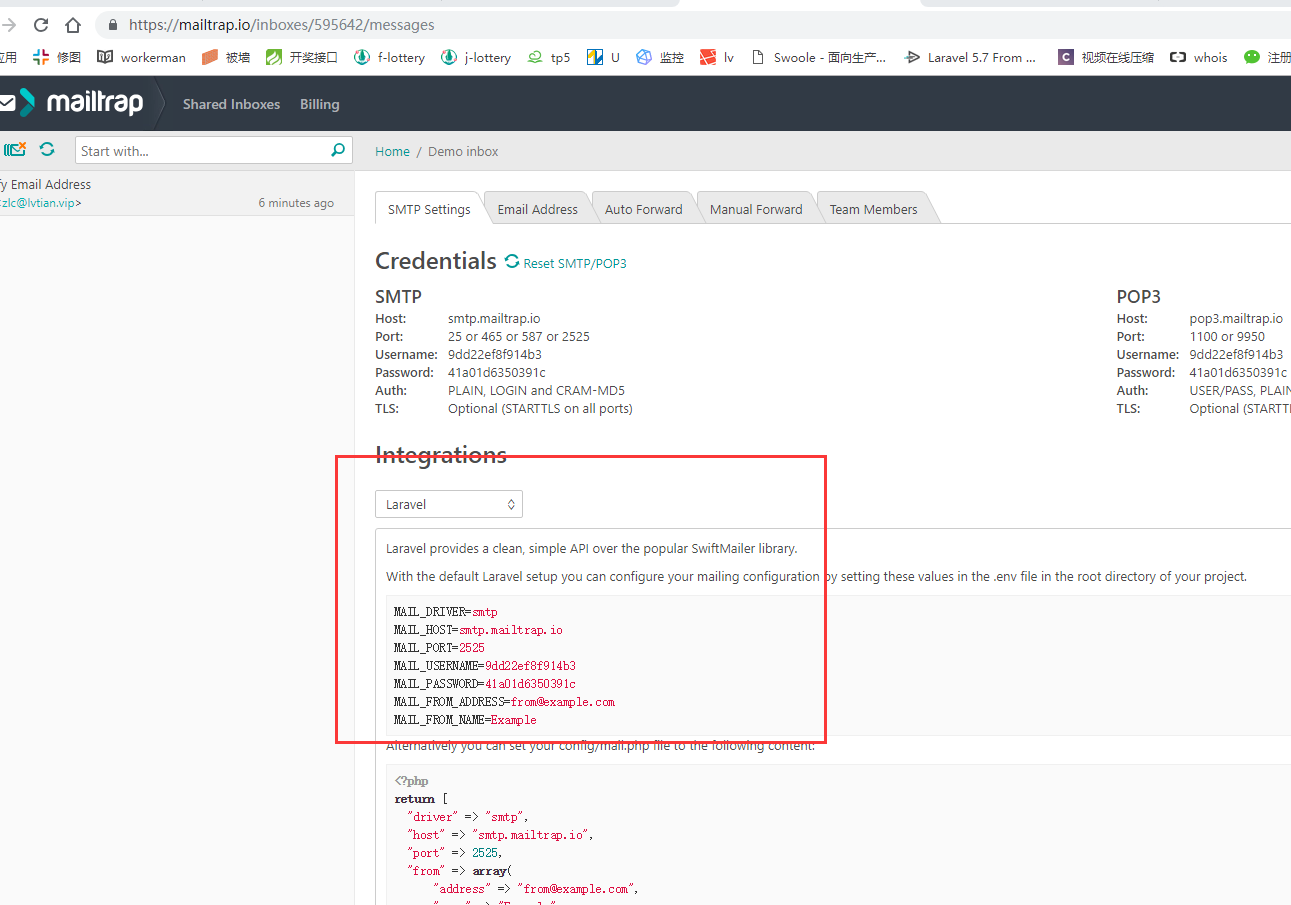 https://mailtrap.io/inboxes/595642/messages
应用 修图 workerman 被墙 开奖接口 f-lottery j-lottery tp5 U 监控 lv Swoole - 面向生产... Laravel 5.7 From ... C 视频在线压缩 whois 注册
mailtrap Shared Inboxes Billing
Start with...
Home / Demo inbox
fy Email Address
<zlc@lvtian.vip> 6 minutes ago
SMTP Settings Email Address Auto Forward Manual Forward Team Members
Credentials Reset SMTP/POP3
SMTP
Host: smtp.mailtrap.io
Port: 25 or 465 or 587 or 2525
Username: 9dd22ef8f914b3
Password: 41a01d6350391c
Auth: PLAIN, LOGIN and CRAM-MD5
TLS: Optional (STARTTLS on all ports)
POP3
Host: pop3.mailtrap.io
Port: 1100 or 9950
Username: 9dd22ef8f914b3
Password: 41a01d6350391c
Auth: USER/PASS, PLAIN
TLS: Optional (STARTT
Integrations
Laravel
Laravel provides a clean, simple API over the popular SwiftMailer library.
With the default Laravel setup you can configure your mailing configuration by setting these values in the .env file in the root directory of your project.
MAIL_DRIVER=smtp
MAIL_HOST=smtp.mailtrap.io
MAIL_PORT=2525
MAIL_USERNAME=9dd22ef8f914b3
MAIL_PASSWORD=41a01d6350391c
MAIL_FROM_ADDRESS=from@example.com
MAIL_FROM_NAME=Example
Alternatively you can set your config/mail.php file to the following content:
<?php
return [
"driver" => "smtp",
"host" => "smtp.mailtrap.io",
"port" => 2525,
"from" => array(
"address" => "from@example.com",